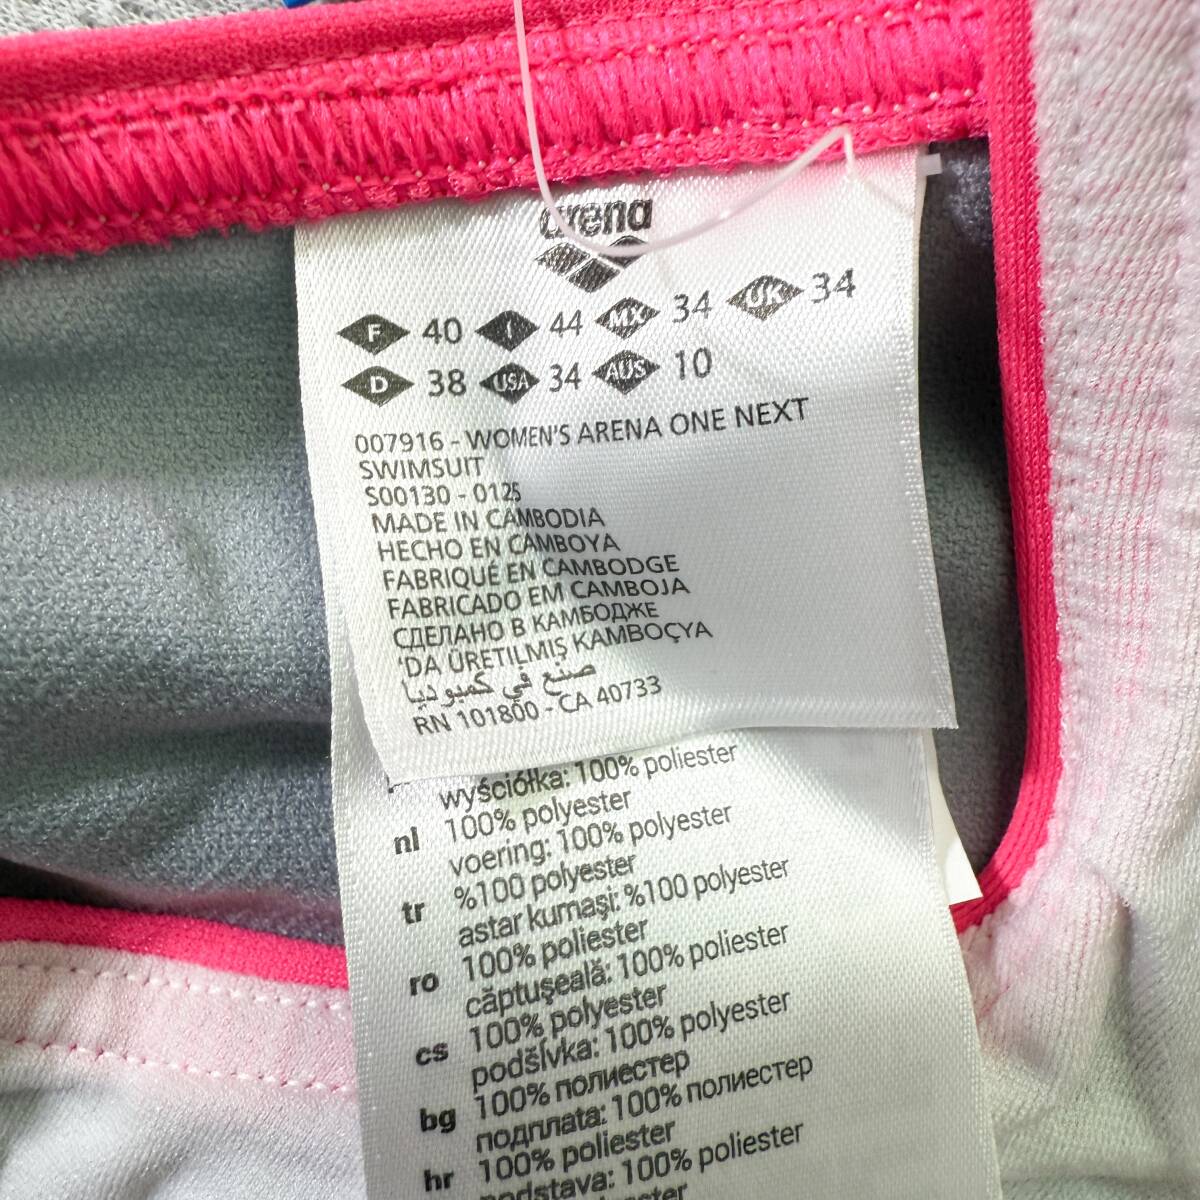 arena
F 40 I 44 MX 34 UK 34
D 38 USA 34 AUS 10
007916 - WOMEN'S ARENA ONE NEXT
SWIMSUIT
S00130 - 0125
MADE IN CAMBODIA
HECHO EN CAMBOYA
FABRIQUÉ EN CAMBODGE
FABRICADO EM CAMBOJA
СДЕЛАНО В КАМБОДЖЕ
'DA ÜRETILMIŞ KAMBOÇYA
صنع في كمبوديا
RN 101800 - CA 40733
wyściółka: 100% poliester
nl 100% polyester
voering: 100% polyester
tr %100 polyester
astar kumaşi: %100 polyester
ro 100% poliester
căptuşeală: 100% poliester
cs 100% polyester
podšívka: 100% polyester
bg 100% полиестер
подплата: 100% полиестер
hr 100% poliester
podstava: 100% poliester